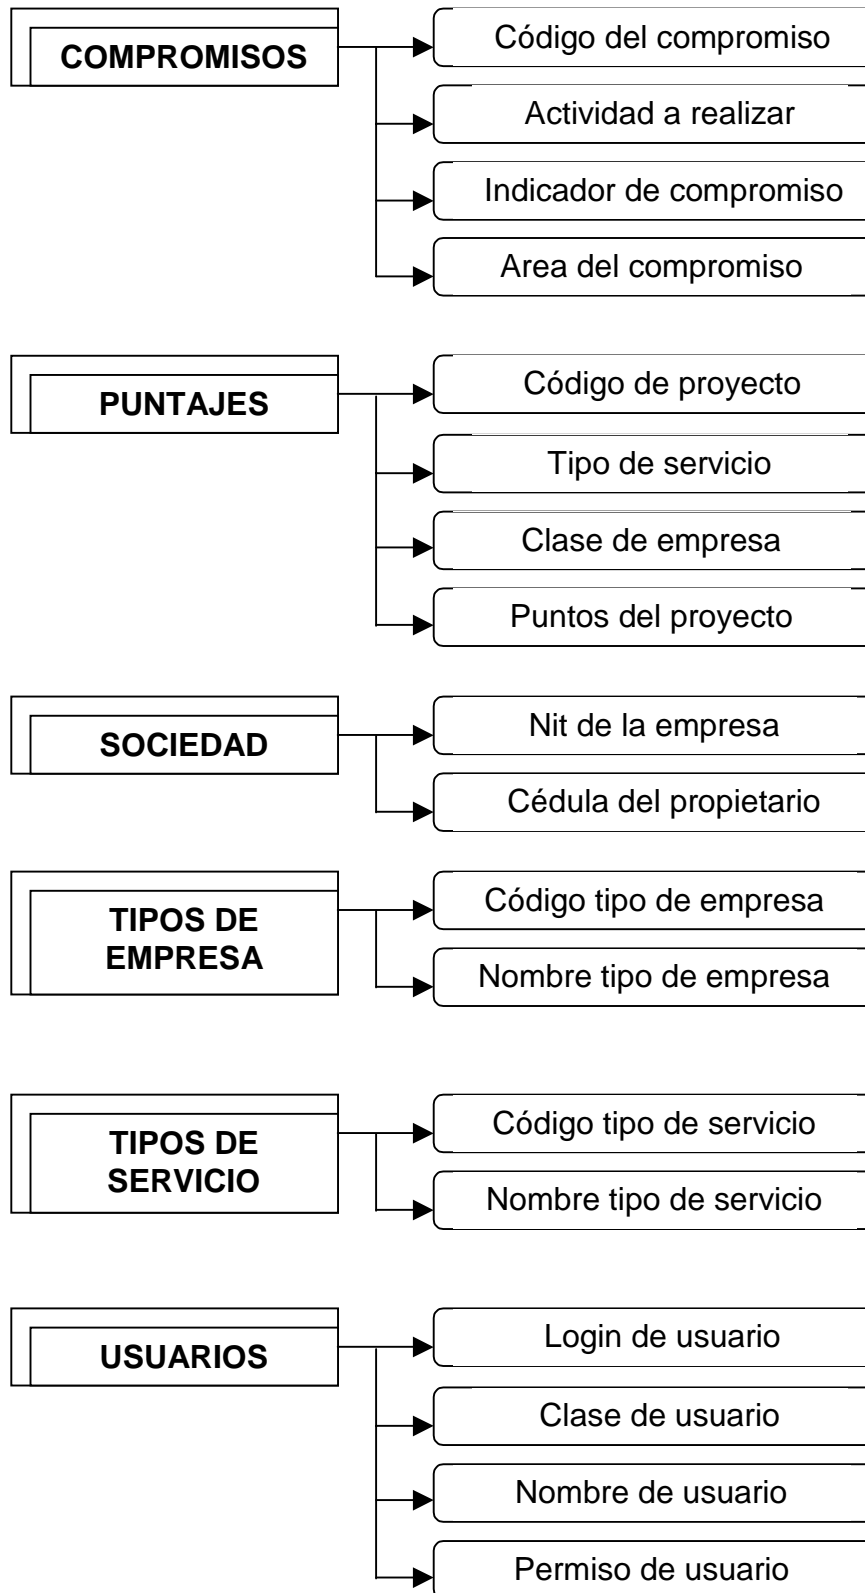 COMPROMISOS
Código del compromiso
Actividad a realizar
Indicador de compromiso
Area del compromiso
PUNTAJES
Código de proyecto
Tipo de servicio
Clase de empresa
Puntos del proyecto
SOCIEDAD
Nit de la empresa
Cédula del propietario
TIPOS DE
EMPRESA
Código tipo de empresa
Nombre tipo de empresa
TIPOS DE
SERVICIO
Código tipo de servicio
Nombre tipo de servicio
USUARIOS
Login de usuario
Clase de usuario
Nombre de usuario
Permiso de usuario